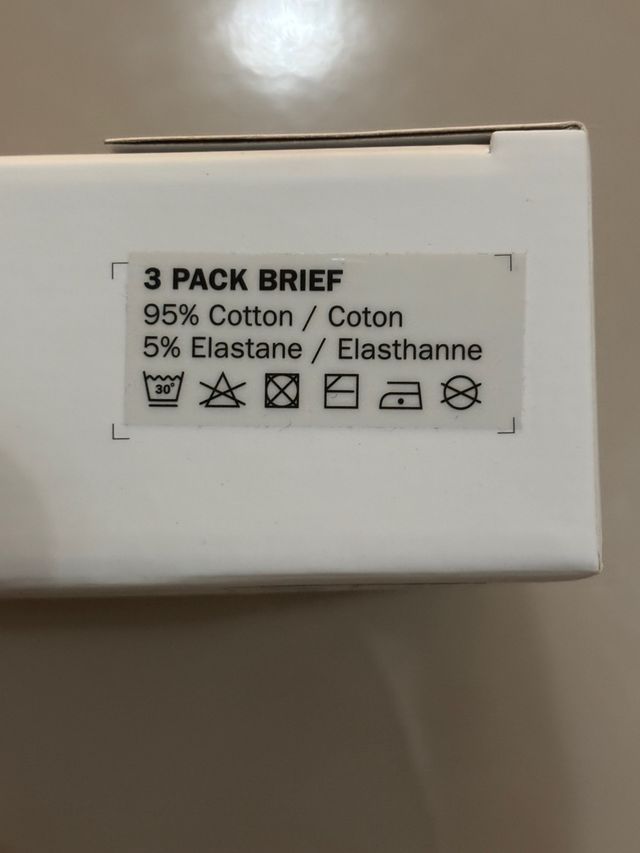 3 PACK BRIEF
95% Cotton / Coton
5% Elastane / Elasthanne
30°